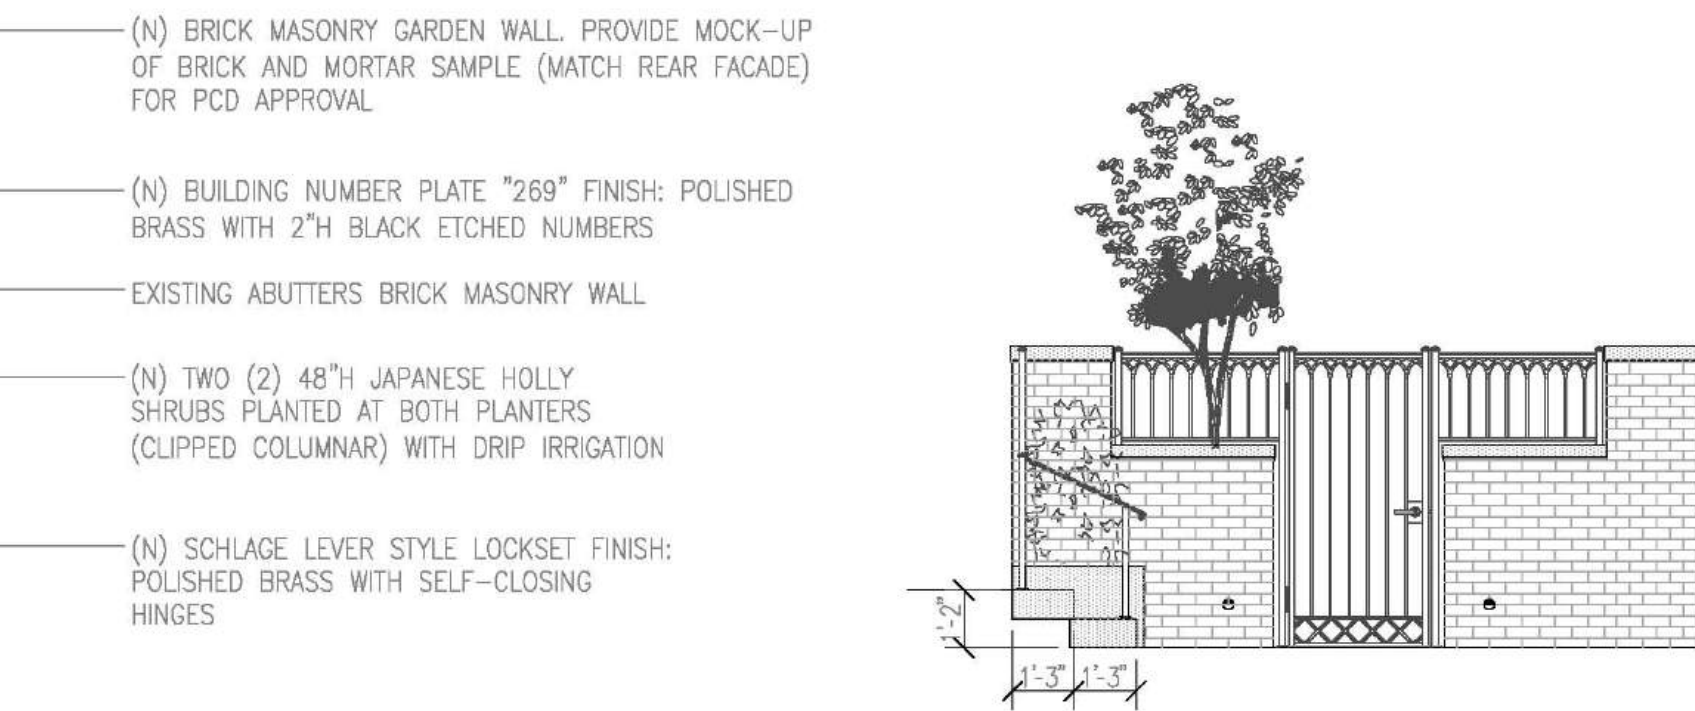 (N) BRICK MASONRY GARDEN WALL. PROVIDE MOCK-UP
OF BRICK AND MORTAR SAMPLE (MATCH REAR FACADE)
FOR PCD APPROVAL
(N) BUILDING NUMBER PLATE "269" FINISH: POLISHED
BRASS WITH 2"H BLACK ETCHED NUMBERS
EXISTING ABUTTERS BRICK MASONRY WALL
(N) TWO (2) 48"H JAPANESE HOLLY
SHRUBS PLANTED AT BOTH PLANTERS
(CLIPPED COLUMNAR) WITH DRIP IRRIGATION
(N) SCHLAGE LEVER STYLE LOCKSET FINISH:
POLISHED BRASS WITH SELF-CLOSING
HINGES
1'-2"
1'-3"
1'-3"